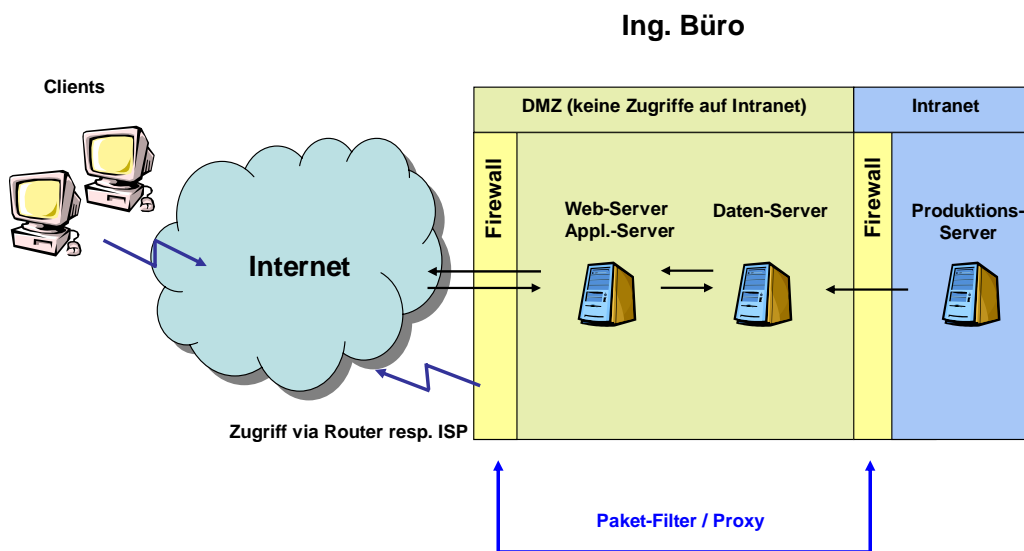 Ing. Büro
Clients
DMZ (keine Zugriffe auf Intranet)
Intranet
Firewall
Web-Server
Appl.-Server
Daten-Server
Firewall
Produktions-
Server
Internet
Zugriff via Router resp. ISP
Paket-Filter / Proxy